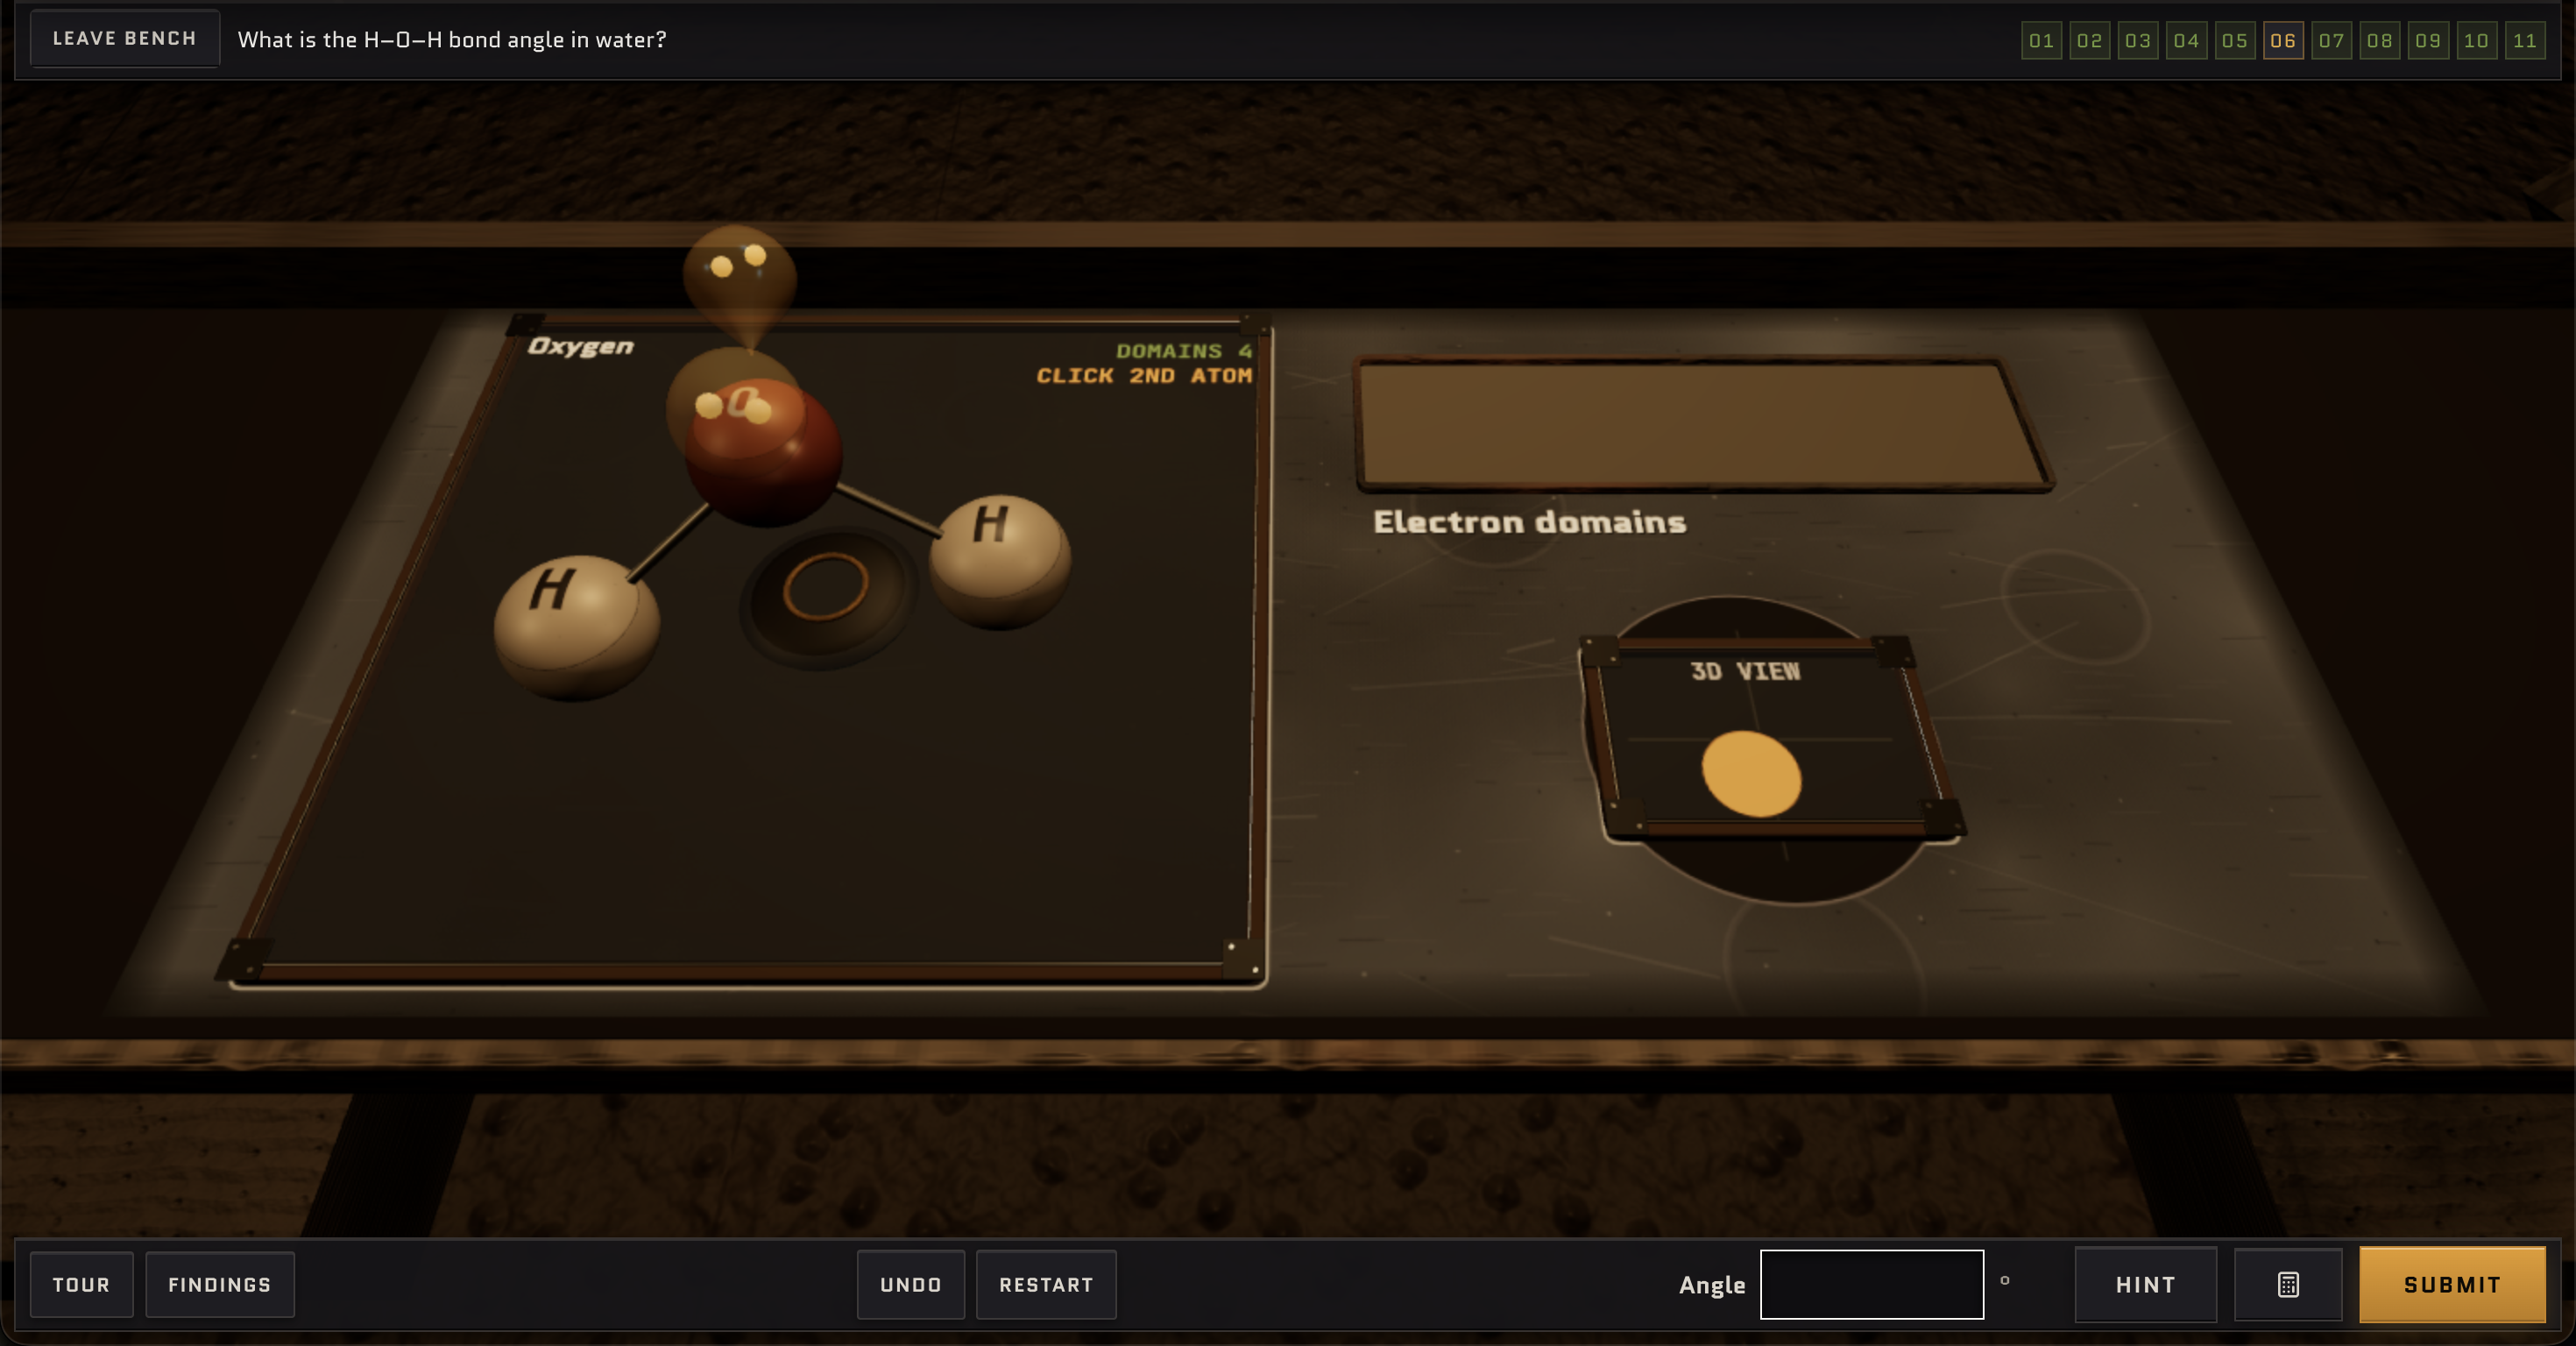 LEAVE BENCH
What is the H–O–H bond angle in water?
01 02 03 04 05 06 07 08 09 10 11
Oxygen
DOMAINS 4
CLICK 2ND ATOM
O
H
H
Electron domains
3D VIEW
TOUR
FINDINGS
UNDO
RESTART
Angle
°
HINT
SUBMIT